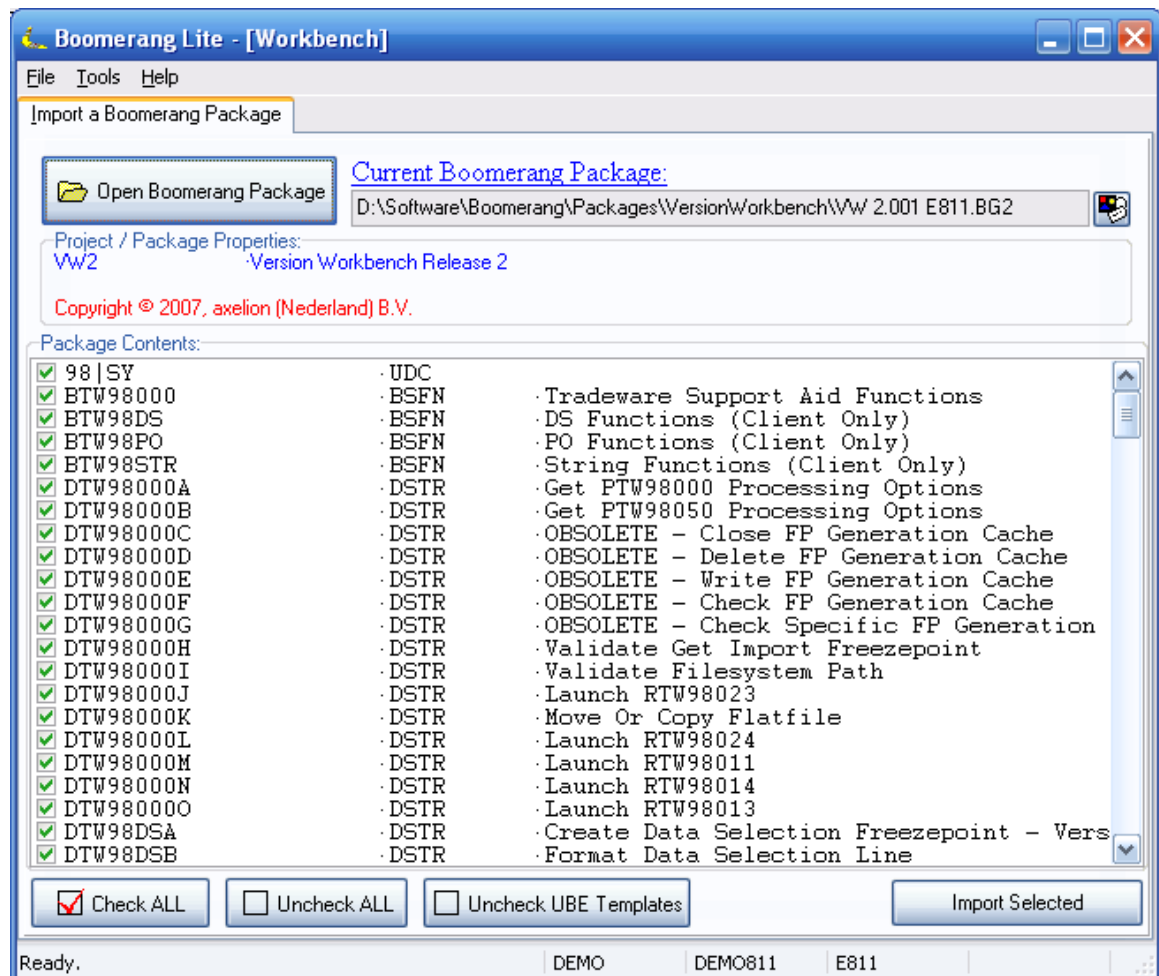 Boomerang Lite - [Workbench]
File Tools Help
Import a Boomerang Package
Open Boomerang Package
Current Boomerang Package:
D:\Software\Boomerang\Packages\VersionWorkbench\VW 2.001 E811.BG2
Project / Package Properties:
VW2 ·Version Workbench Release 2
Copyright © 2007, axelion (Nederland) B.V.
Package Contents:
98|SY ·UDC
BTW98000 ·BSFN ·Tradeware Support Aid Functions
BTW98DS ·BSFN ·DS Functions (Client Only)
BTW98PO ·BSFN ·PO Functions (Client Only)
BTW98STR ·BSFN ·String Functions (Client Only)
DTW98000A ·DSTR ·Get PTW98000 Processing Options
DTW98000B ·DSTR ·Get PTW98050 Processing Options
DTW98000C ·DSTR ·OBSOLETE - Close FP Generation Cache
DTW98000D ·DSTR ·OBSOLETE - Delete FP Generation Cache
DTW98000E ·DSTR ·OBSOLETE - Write FP Generation Cache
DTW98000F ·DSTR ·OBSOLETE - Check FP Generation Cache
DTW98000G ·DSTR ·OBSOLETE - Check Specific FP Generation
DTW98000H ·DSTR ·Validate Get Import Freezepoint
DTW98000I ·DSTR ·Validate Filesystem Path
DTW98000J ·DSTR ·Launch RTW98023
DTW98000K ·DSTR ·Move Or Copy Flatfile
DTW98000L ·DSTR ·Launch RTW98024
DTW98000M ·DSTR ·Launch RTW98011
DTW98000N ·DSTR ·Launch RTW98014
DTW98000O ·DSTR ·Launch RTW98013
DTW98DSA ·DSTR ·Create Data Selection Freezepoint - Vers
DTW98DSB ·DSTR ·Format Data Selection Line
Check ALL Uncheck ALL Uncheck UBE Templates Import Selected
Ready. DEMO DEMO811 E811